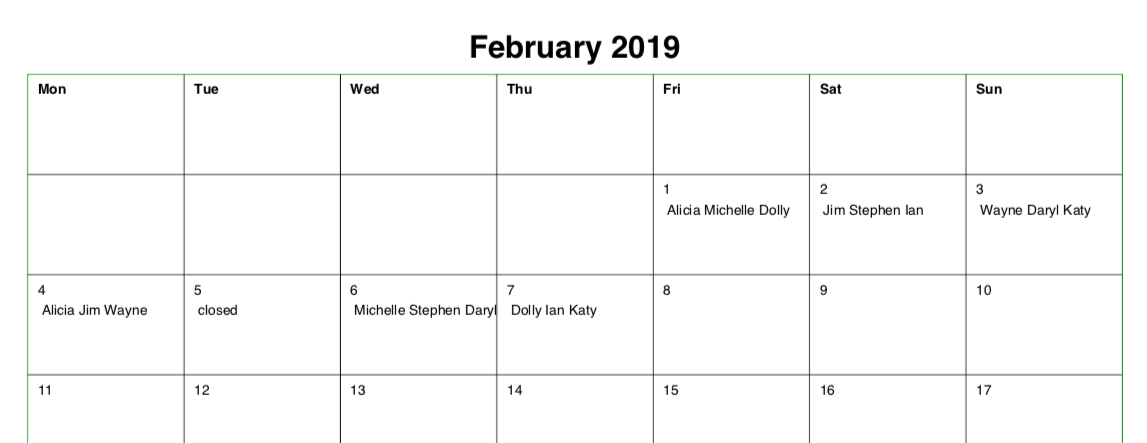 February 2019
Mon Tue Wed Thu Fri Sat Sun
1 2 3
Alicia Michelle Dolly Jim Stephen Ian Wayne Daryl Katy
4 5 6 7 8 9 10
Alicia Jim Wayne closed Michelle Stephen Daryl Dolly Ian Katy
11 12 13 14 15 16 17